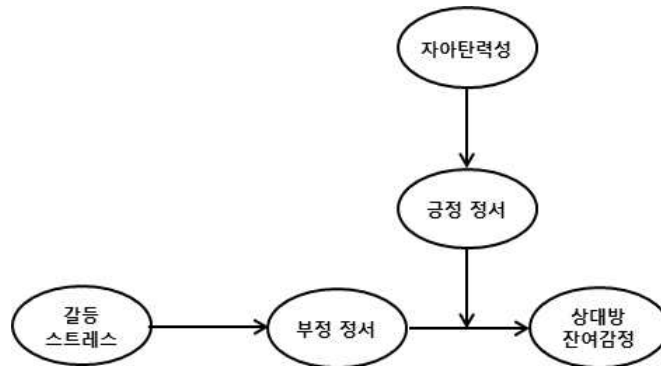 자아탄력성
긍정 정서
갈등
스트레스
부정 정서
상대방
잔여감정